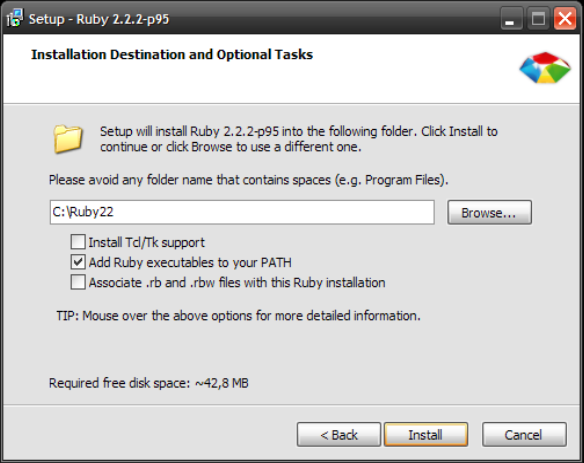 Setup - Ruby 2.2.2-p95
Installation Destination and Optional Tasks
Setup will install Ruby 2.2.2-p95 into the following folder. Click Install to
continue or click Browse to use a different one.
Please avoid any folder name that contains spaces (e.g. Program Files).
C:\Ruby22
Browse...
Install Tcl/Tk support
Add Ruby executables to your PATH
Associate .rb and .rbw files with this Ruby installation
TIP: Mouse over the above options for more detailed information.
Required free disk space: ~42,8 MB
< Back
Install
Cancel